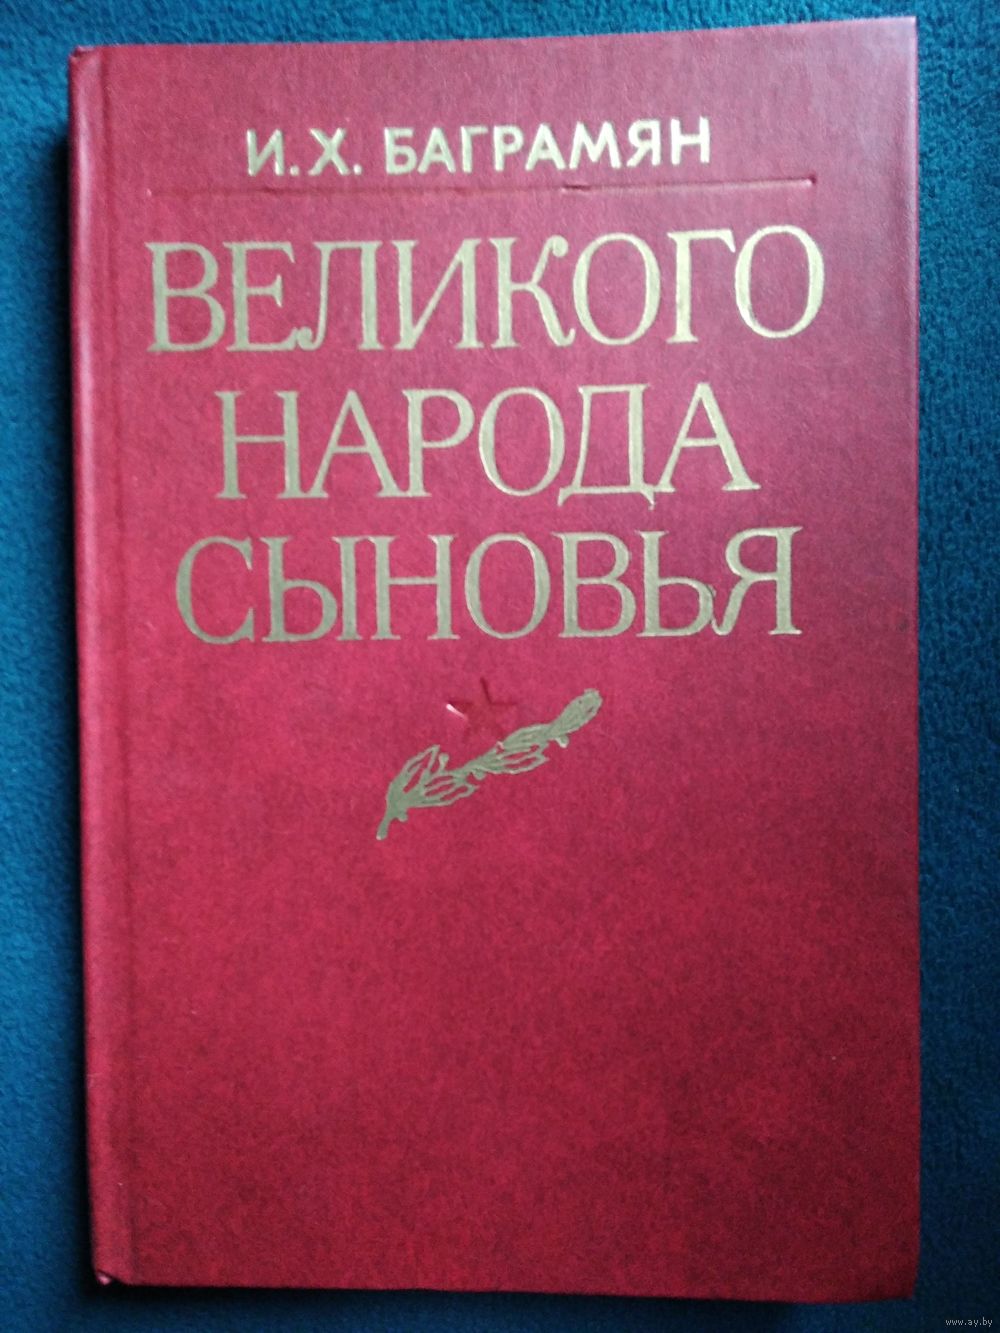 И. Х. БАГРАМЯН
ВЕЛИКОГО
НАРОДА
СЫНОВЬЯ
www.ay.by